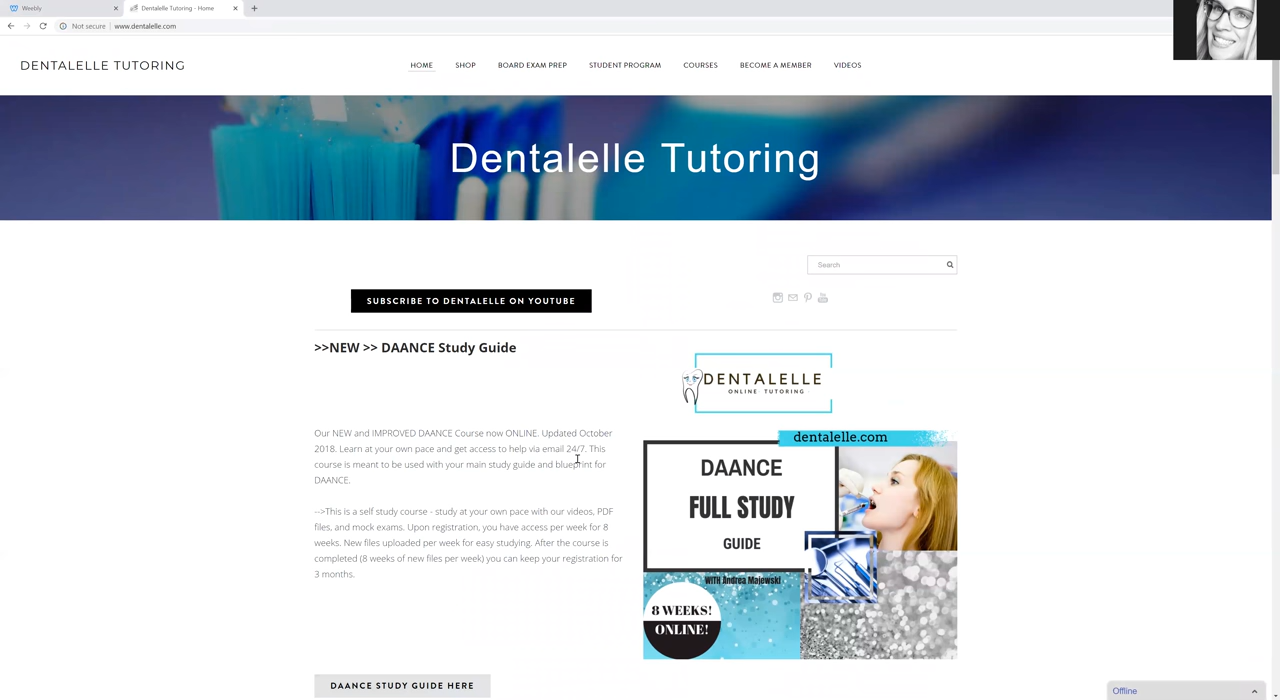 Weebly
Dentalelle Tutoring - Home
Not secure
www.dentalelle.com
DENTALELLE TUTORING
HOME
SHOP
BOARD EXAM PREP
STUDENT PROGRAM
COURSES
BECOME A MEMBER
VIDEOS
Dentalelle Tutoring
Search
SUBSCRIBE TO DENTALELLE ON YOUTUBE
>>NEW >> DAANCE Study Guide
DENTALELLE
ONLINE TUTORING
Our NEW and IMPROVED DAANCE Course now ONLINE. Updated October
2018. Learn at your own pace and get access to help via email 24/7. This
course is meant to be used with your main study guide and blueprint for
DAANCE.
-->This is a self study course - study at your own pace with our videos, PDF
files, and mock exams. Upon registration, you have access per week for 8
weeks. New files uploaded per week for easy studying. After the course is
completed (8 weeks of new files per week) you can keep your registration for
3 months.
dentalelle.com
DAANCE
FULL STUDY
GUIDE
WITH Andrea Majewski
8 WEEKS!
ONLINE!
DAANCE STUDY GUIDE HERE
Offline